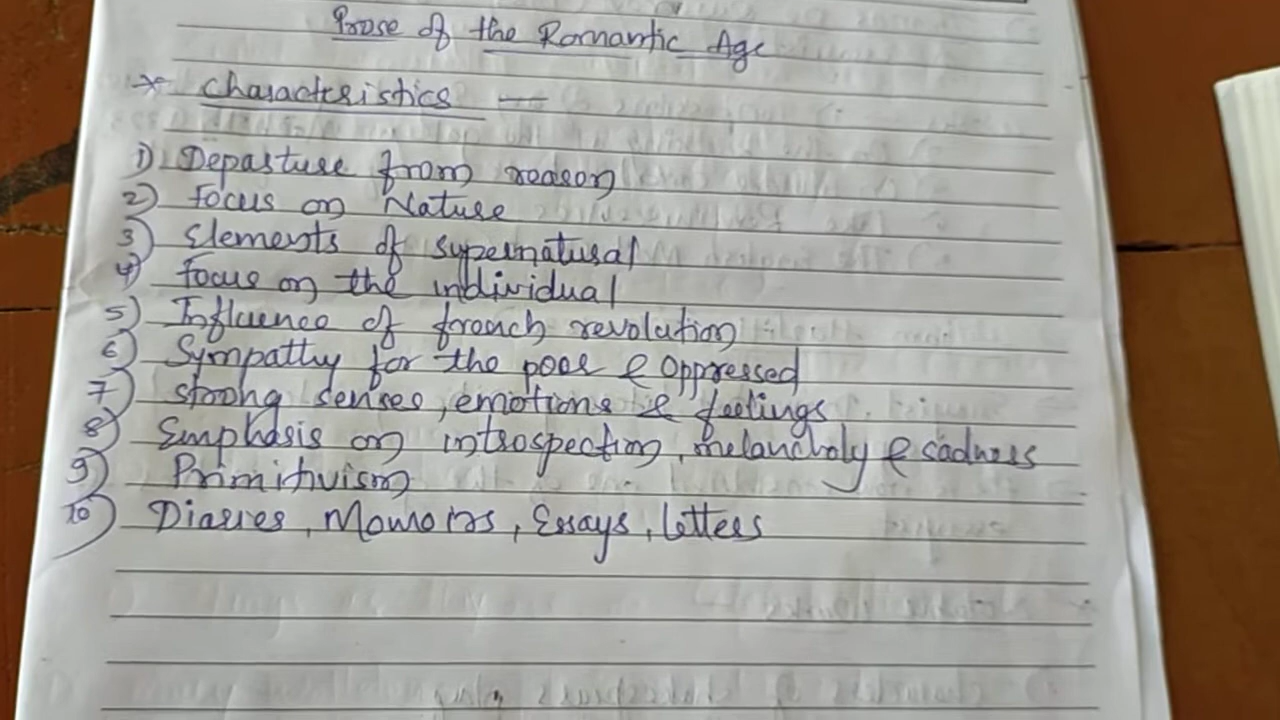 Prose of the Romantic Age
* Characteristics —
1) Departure from reason
2) Focus on Nature
3) Elements of supernatural
4) Focus on the individual
5) Influence of french revolution
6) Sympathy for the poor & oppressed
7) strong senses, emotions & feelings
8) Emphasis on introspection, melancholy & sadness
9) Primitivism
10) Diaries, Memoirs, Essays, letters